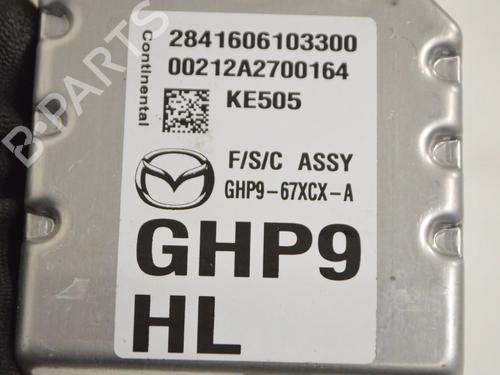 Continental
2841606103300
00212A2700164
KE505
F/S/C ASSY
GHP9-67XCX-A
GHP9
HL
B-PARTS